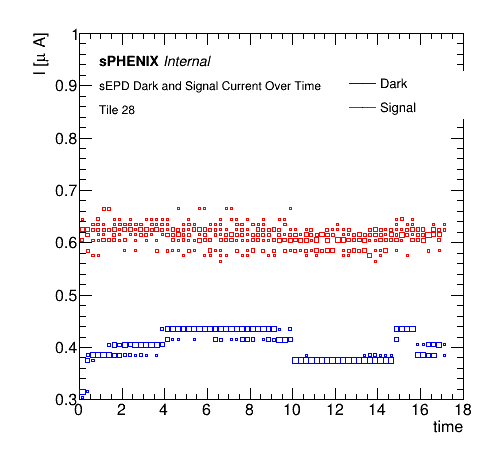 I [μ A]
1
sPHENIX Internal
sEPD Dark and Signal Current Over Time
Tile 28
Dark
Signal
0.9
0.8
0.7
0.6
0.5
0.4
0.3
0 2 4 6 8 10 12 14 16 18
time